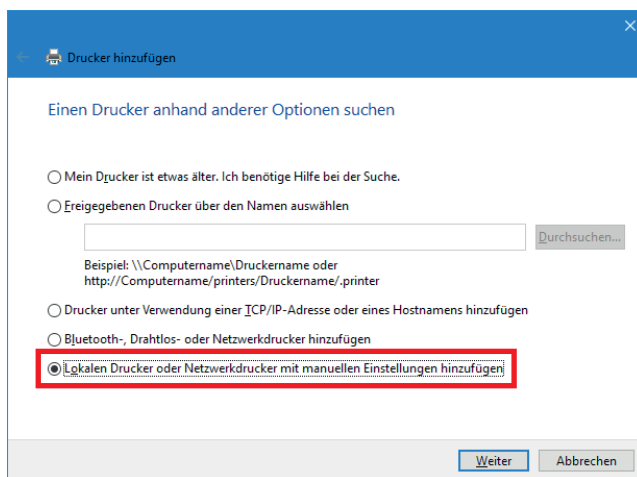 Drucker hinzufügen
Einen Drucker anhand anderer Optionen suchen
Mein Drucker ist etwas älter. Ich benötige Hilfe bei der Suche.
Freigegebenen Drucker über den Namen auswählen
Durchsuchen...
Beispiel: \\Computername\Druckername oder
http://Computername/printers/Druckername/.printer
Drucker unter Verwendung einer TCP/IP-Adresse oder eines Hostnamens hinzufügen
Bluetooth-, Drahtlos- oder Netzwerkdrucker hinzufügen
Lokalen Drucker oder Netzwerkdrucker mit manuellen Einstellungen hinzufügen
Weiter Abbrechen